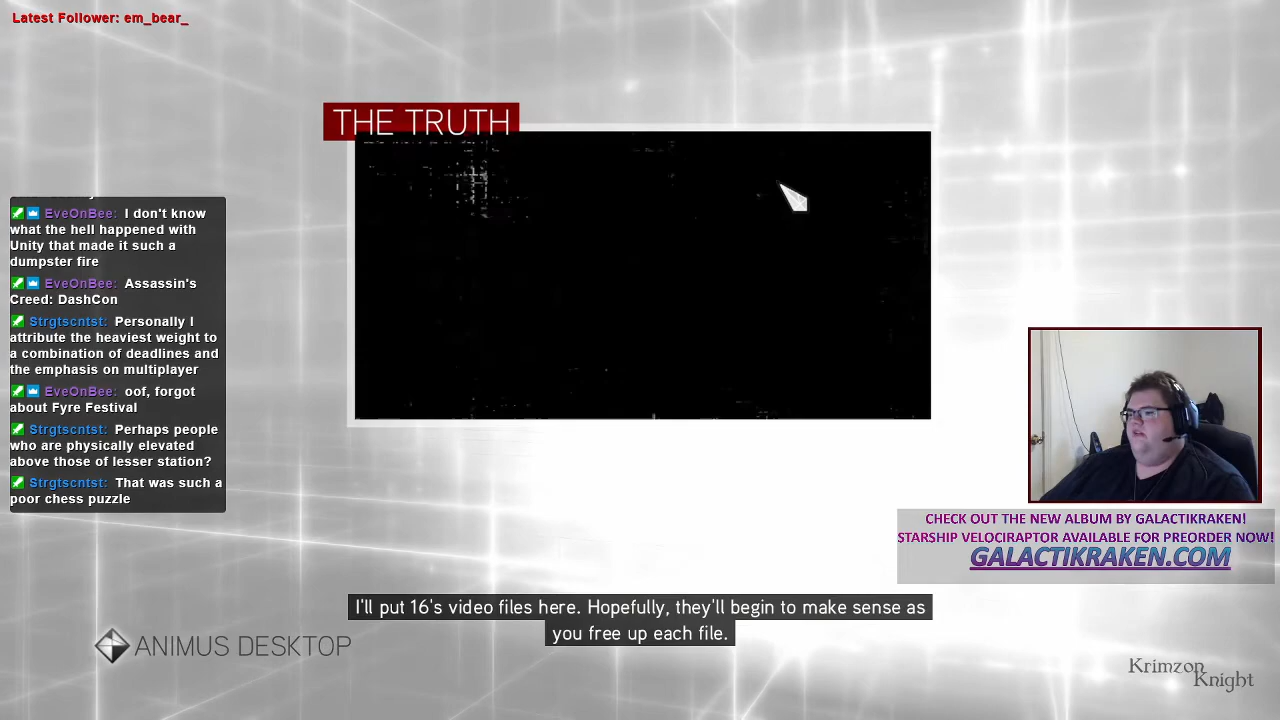 Latest Follower: em_bear_
THE TRUTH
EveOnBee: I don't know
what the hell happened with
Unity that made it such a
dumpster fire
EveOnBee: Assassin's
Creed: DashCon
Strgtscntst: Personally I
attribute the heaviest weight to
a combination of deadlines and
the emphasis on multiplayer
EveOnBee: oof, forgot
about Fyre Festival
Strgtscntst: Perhaps people
who are physically elevated
above those of lesser station?
Strgtscntst: That was such a
poor chess puzzle
CHECK OUT THE NEW ALBUM BY GALACTIKRAKEN!
STARSHIP VELOCIRAPTOR AVAILABLE FOR PREORDER NOW!
GALACTIKRAKEN.COM
I'll put 16's video files here. Hopefully, they'll begin to make sense as
you free up each file.
ANIMUS DESKTOP
Krimzon
Knight